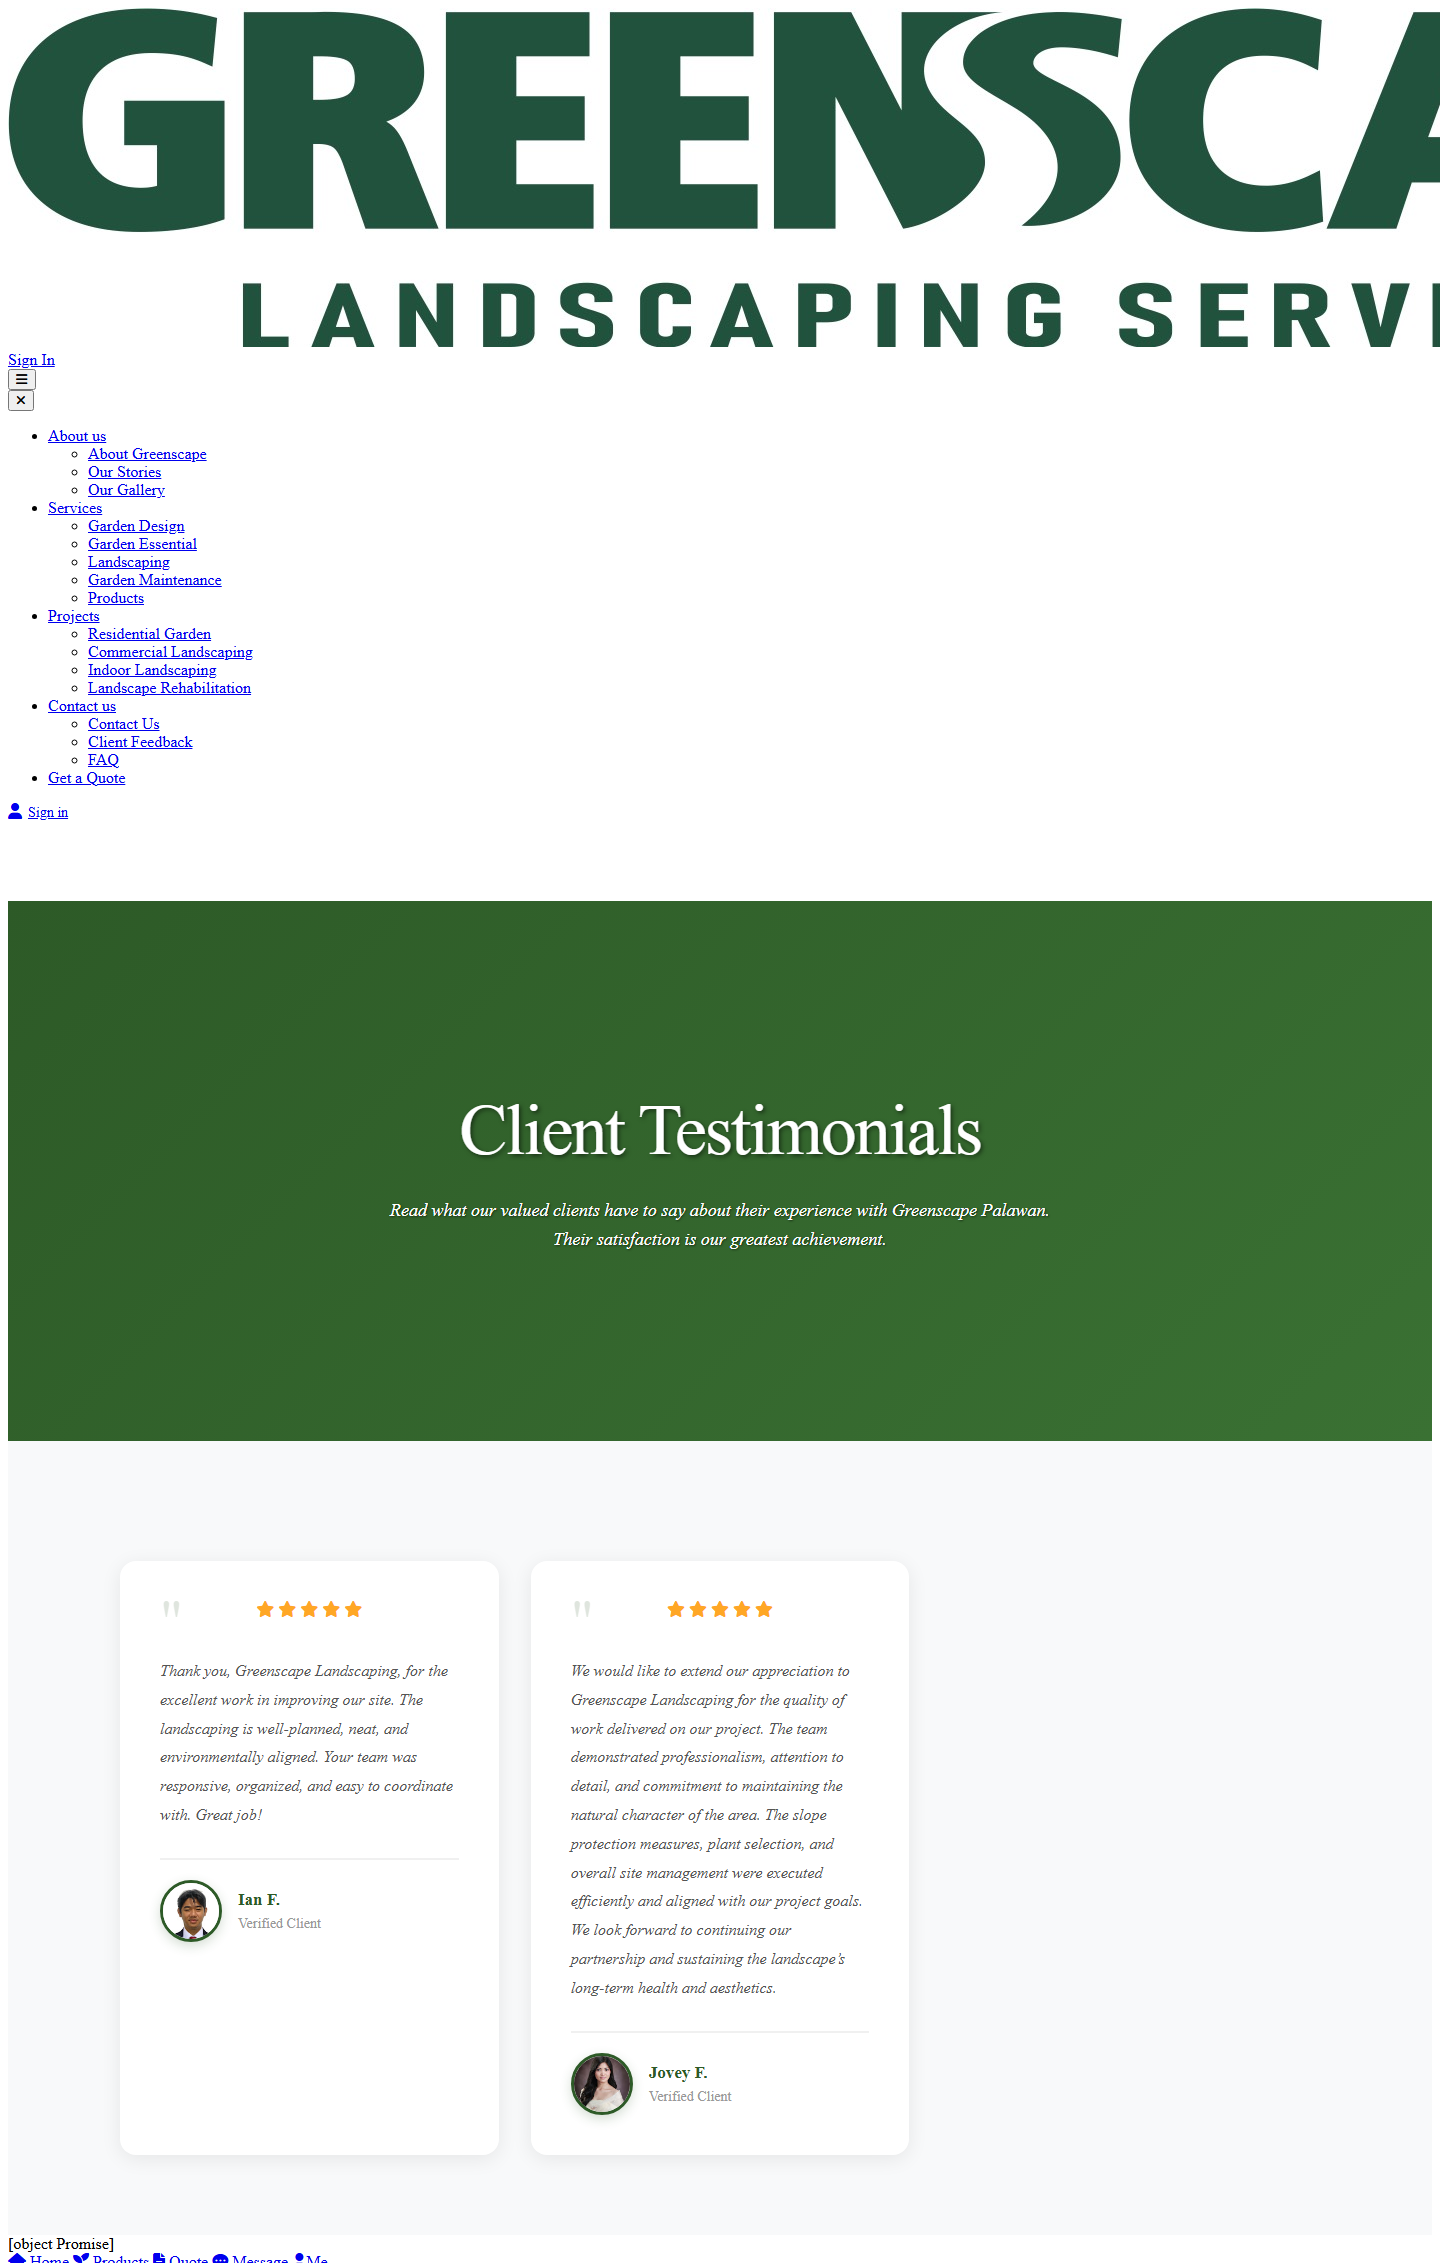 GREENSCA
LANDSCAPING SERV
Sign In
About us
About Greenscape
Our Stories
Our Gallery
Services
Garden Design
Garden Essential
Landscaping
Garden Maintenance
Products
Projects
Residential Garden
Commercial Landscaping
Indoor Landscaping
Landscape Rehabilitation
Contact us
Contact Us
Client Feedback
FAQ
Get a Quote
Sign in
Client Testimonials
Read what our valued clients have to say about their experience with Greenscape Palawan.
Their satisfaction is our greatest achievement.
"
Thank you, Greenscape Landscaping, for the
excellent work in improving our site. The
landscaping is well-planned, neat, and
environmentally aligned. Your team was
responsive, organized, and easy to coordinate
with. Great job!
Ian F.
Verified Client
"
We would like to extend our appreciation to
Greenscape Landscaping for the quality of
work delivered on our project. The team
demonstrated professionalism, attention to
detail, and commitment to maintaining the
natural character of the area. The slope
protection measures, plant selection, and
overall site management were executed
efficiently and aligned with our project goals.
We look forward to continuing our
partnership and sustaining the landscape’s
long-term health and aesthetics.
Jovey F.
Verified Client
[object Promise]
Home Products Quote Message Me